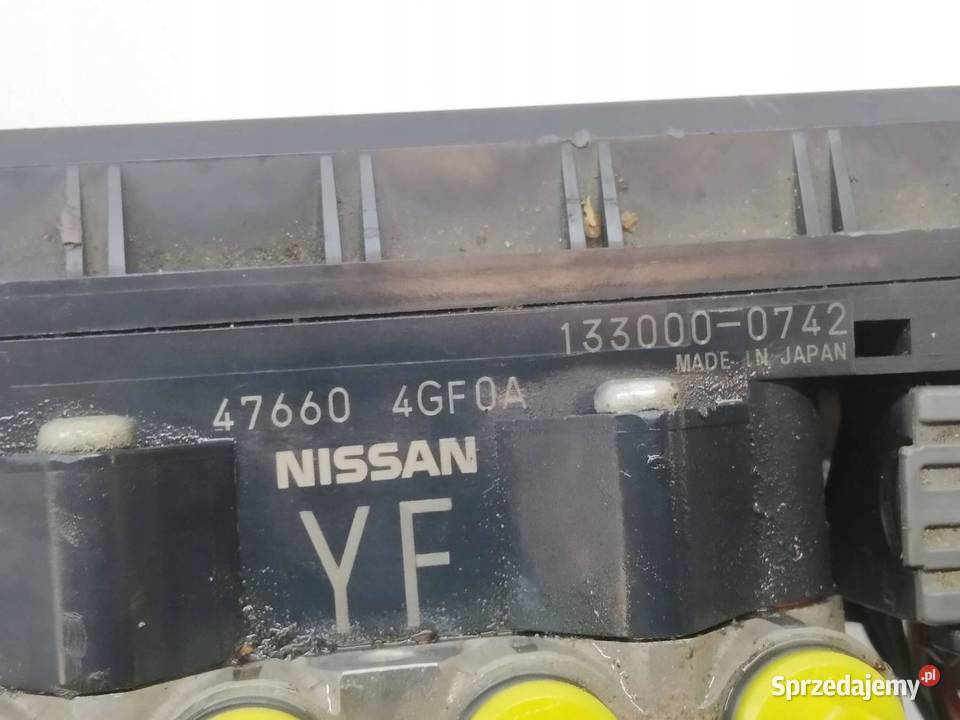 133000-0742
MADE IN JAPAN
47660 4GF0A
NISSAN
YF
Sprzedajemy.pl